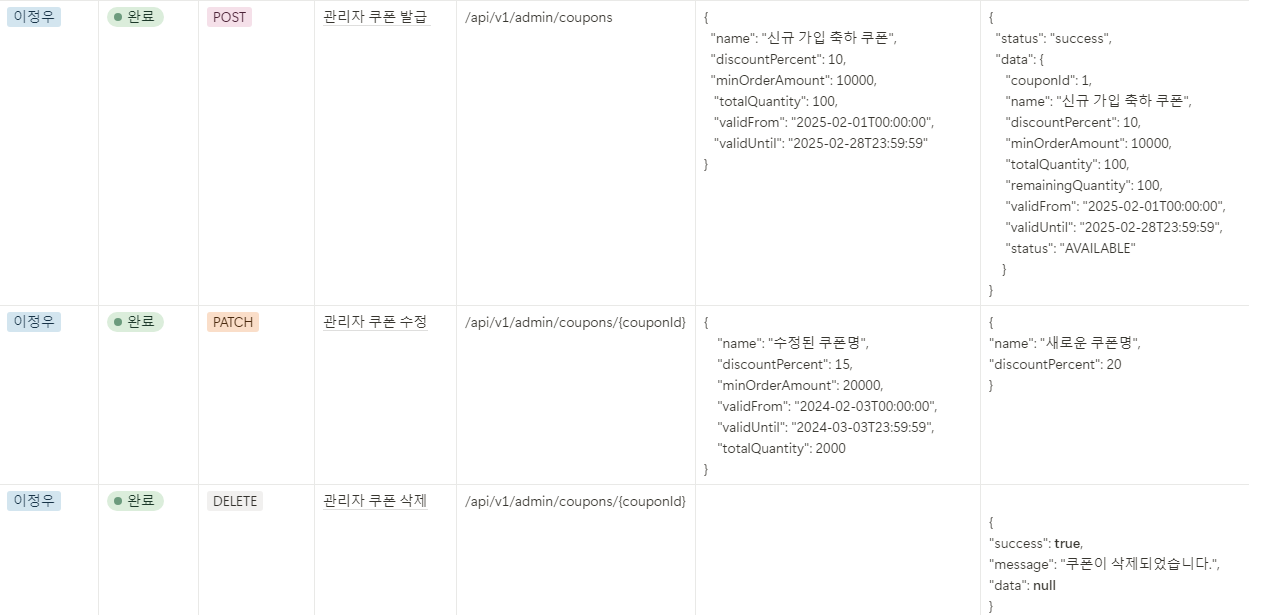 이정우
완료
POST
관리자 쿠폰 발급
/api/v1/admin/coupons
{
"name": "신규 가입 축하 쿠폰",
"discountPercent": 10,
"minOrderAmount": 10000,
"totalQuantity": 100,
"validFrom": "2025-02-01T00:00:00",
"validUntil": "2025-02-28T23:59:59"
}
{
"status": "success",
"data": {
"couponId": 1,
"name": "신규 가입 축하 쿠폰",
"discountPercent": 10,
"minOrderAmount": 10000,
"totalQuantity": 100,
"remainingQuantity": 100,
"validFrom": "2025-02-01T00:00:00",
"validUntil": "2025-02-28T23:59:59",
"status": "AVAILABLE"
}
}
이정우
완료
PATCH
관리자 쿠폰 수정
/api/v1/admin/coupons/{couponId}
{
"name": "수정된 쿠폰명",
"discountPercent": 15,
"minOrderAmount": 20000,
"validFrom": "2024-02-03T00:00:00",
"validUntil": "2024-03-03T23:59:59",
"totalQuantity": 2000
}
{
"name": "새로운 쿠폰명",
"discountPercent": 20
}
이정우
완료
DELETE
관리자 쿠폰 삭제
/api/v1/admin/coupons/{couponId}
{
"success": true,
"message": "쿠폰이 삭제되었습니다.",
"data": null
}